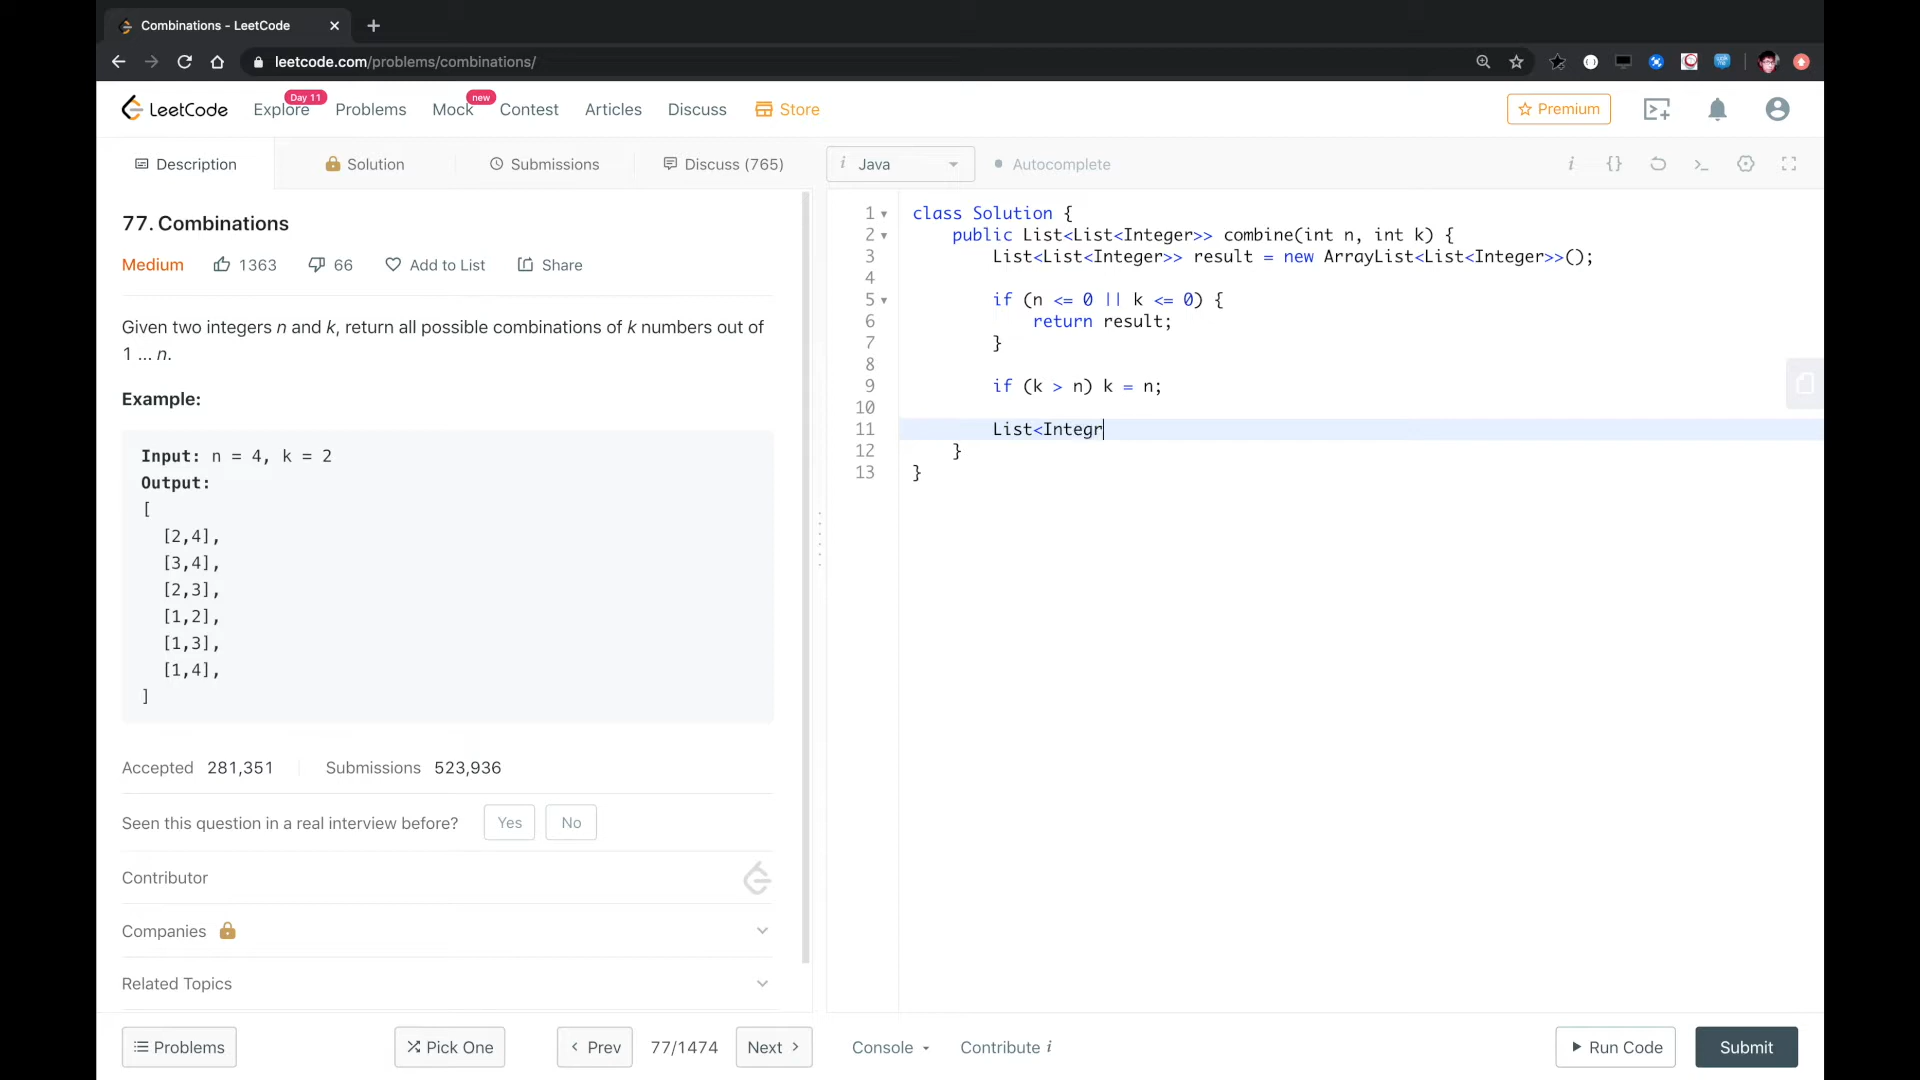 Combinations - LeetCode
leetcode.com/problems/combinations/
LeetCode
Explore
Day 11
Problems
Mock
new
Contest
Articles
Discuss
Store
Premium
Description
Solution
Submissions
Discuss (765)
i Java
Autocomplete
77. Combinations
Medium
1363
66
Add to List
Share
Given two integers n and k, return all possible combinations of k numbers out of
1 ... n.
Example:
Input: n = 4, k = 2
Output:
[
[2,4],
[3,4],
[2,3],
[1,2],
[1,3],
[1,4],
]
Accepted 281,351
Submissions 523,936
Seen this question in a real interview before?
Yes
No
Contributor
Companies
Related Topics
1 class Solution {
2 public List<List<Integer>> combine(int n, int k) {
3 List<List<Integer>> result = new ArrayList<List<Integer>>();
4
5 if (n <= 0 || k <= 0) {
6 return result;
7 }
8
9 if (k > n) k = n;
10
11 List<Integr
12 }
13 }
Problems
Pick One
Prev
77/1474
Next
Console
Contribute i
Run Code
Submit